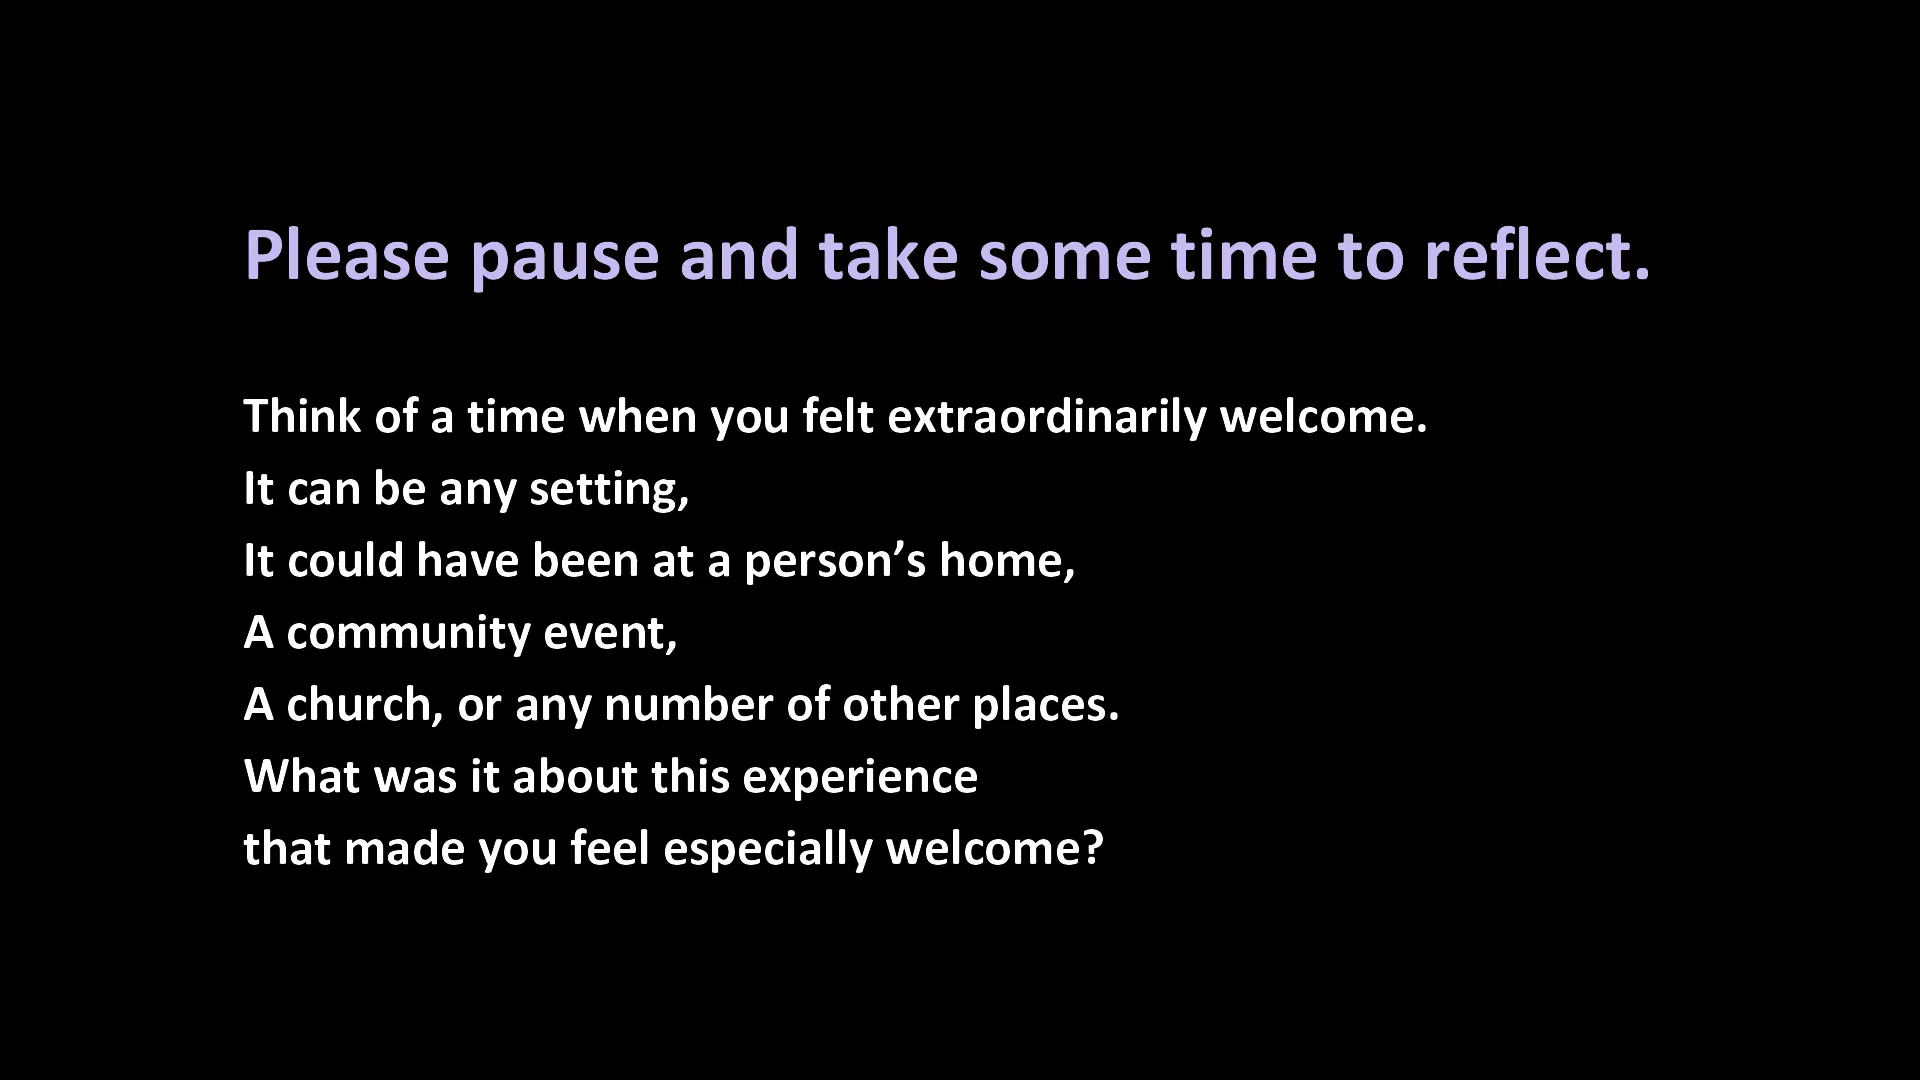 Please pause and take some time to reflect.
Think of a time when you felt extraordinarily welcome.
It can be any setting,
It could have been at a person’s home,
A community event,
A church, or any number of other places.
What was it about this experience
that made you feel especially welcome?